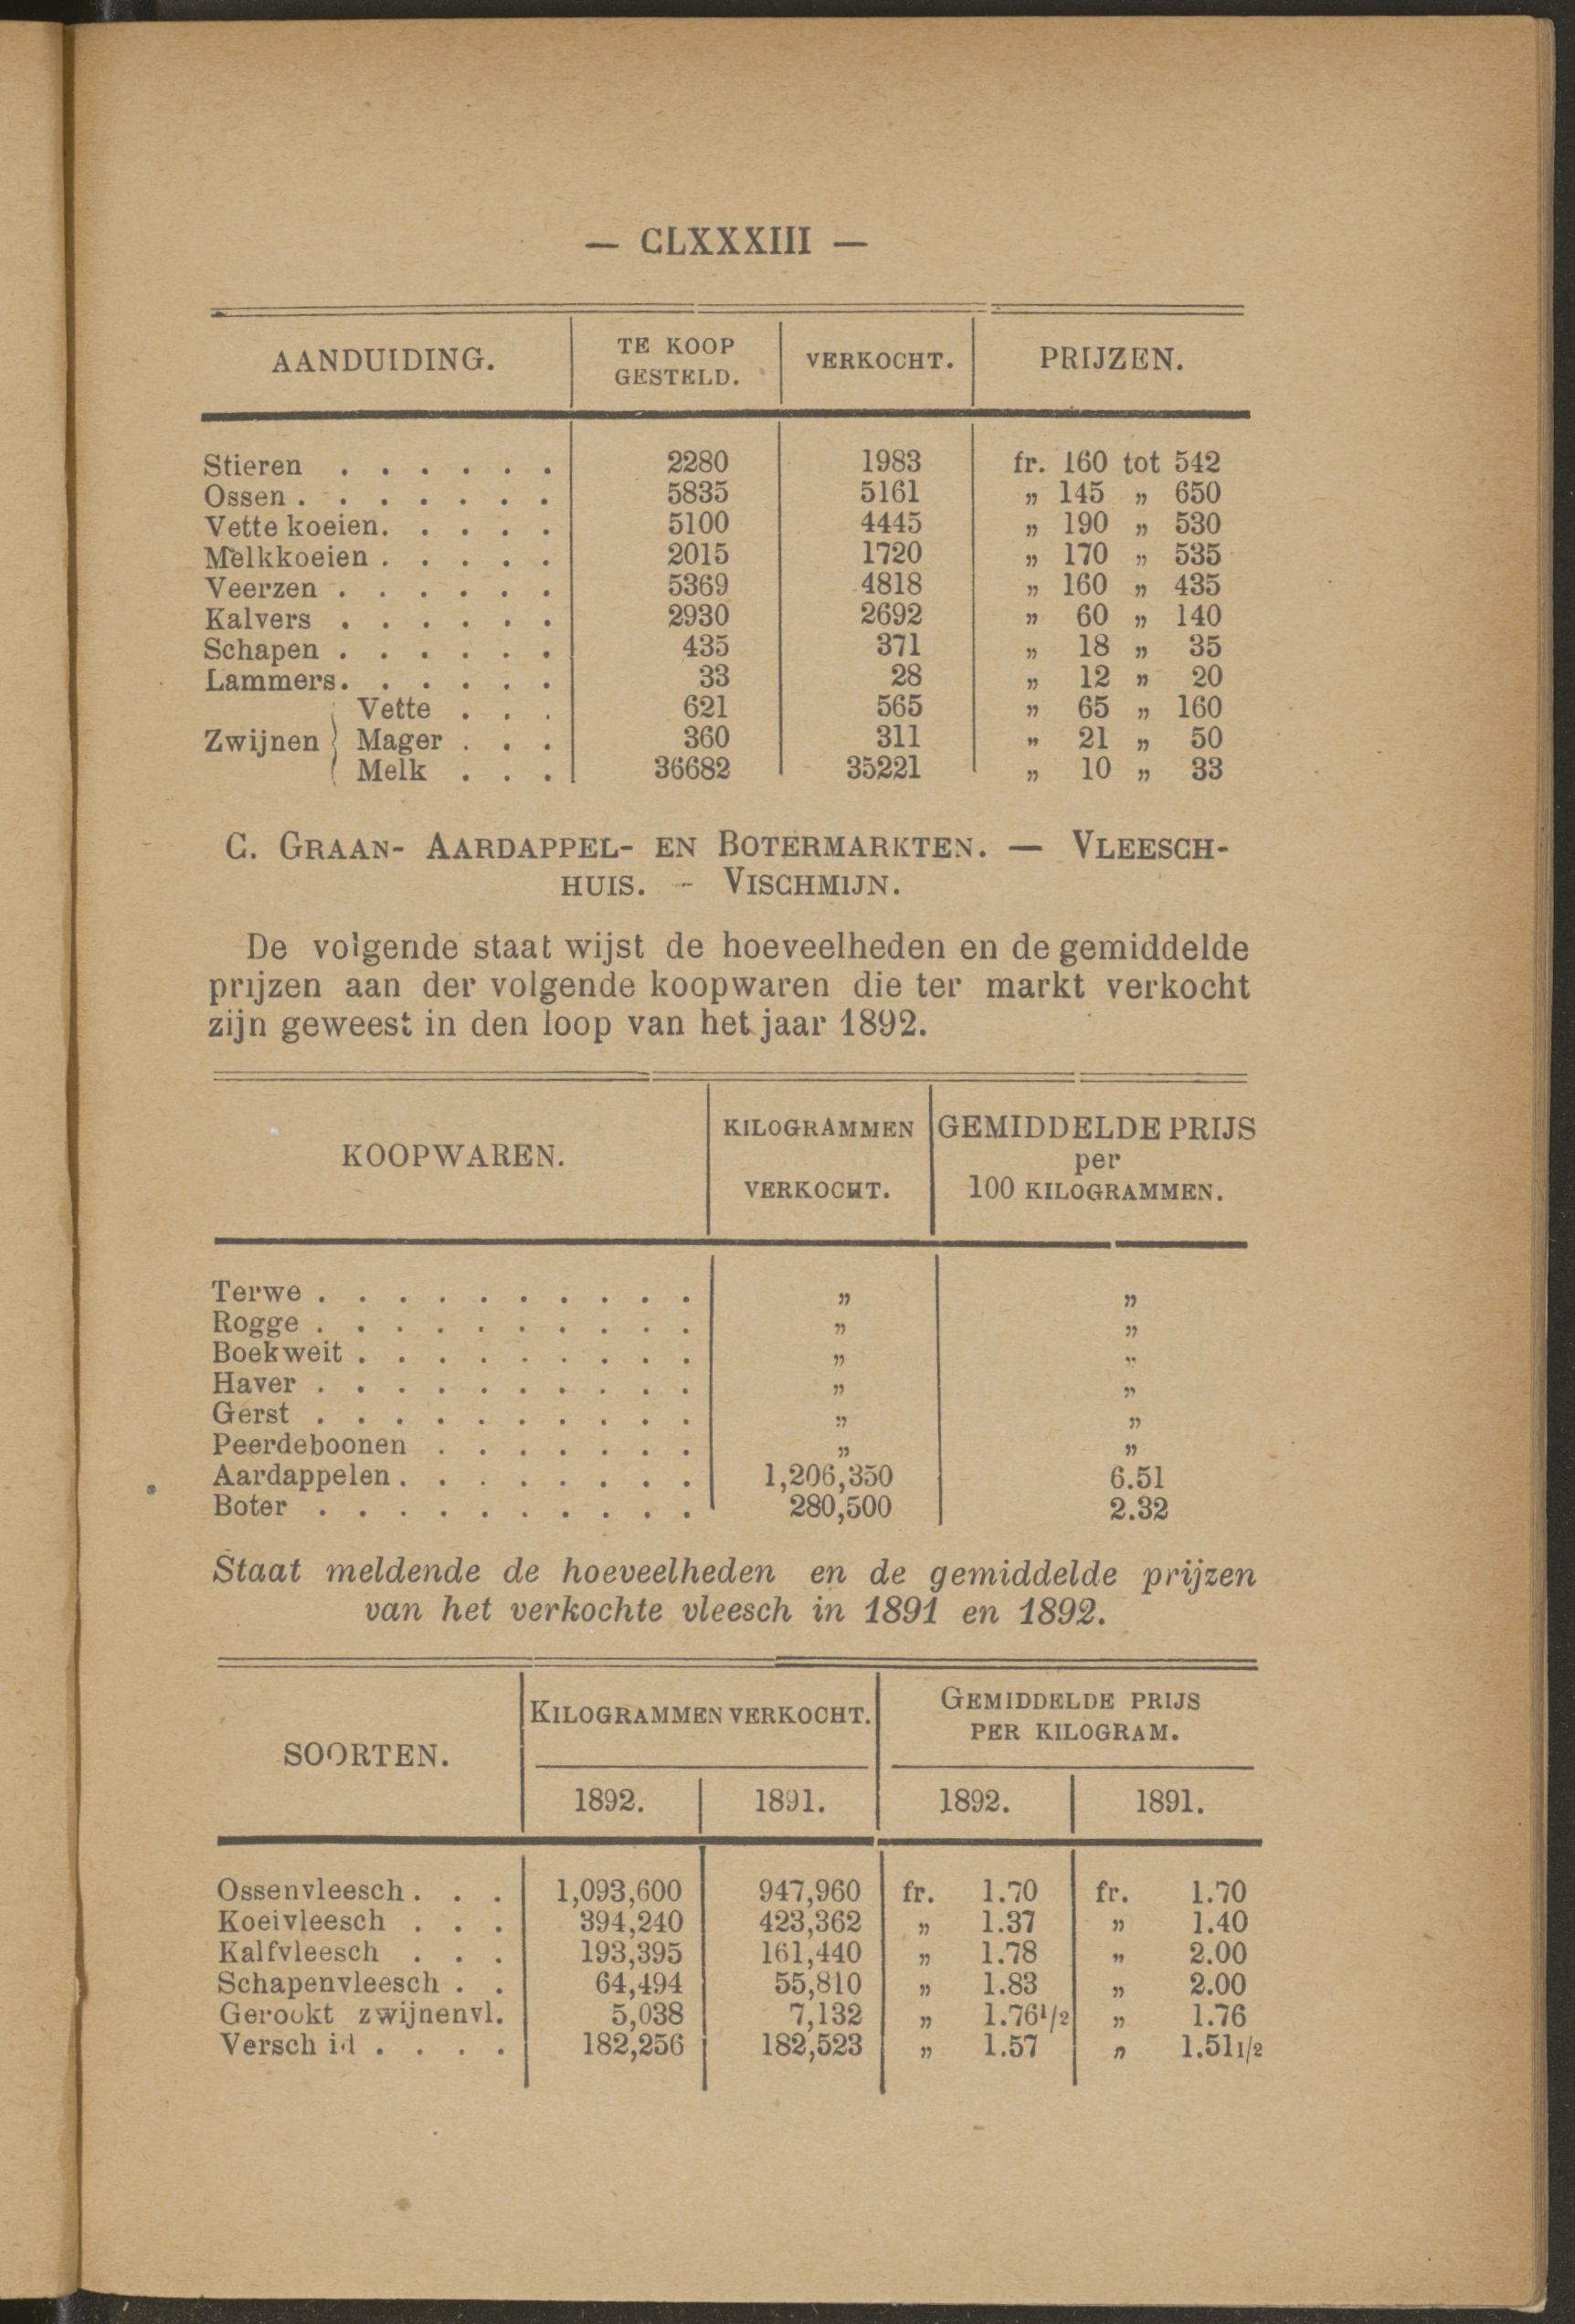 — CLXXXIII —
AANDUIDING. TE KOOP GESTELD. VERKOCHT. PRIJZEN.
Stieren . . . . . . 2280 1983 fr. 160 tot 542
Ossen . . . . . . . 5835 5161 „ 145 „ 650
Vette koeien. . . . . 5100 4445 „ 190 „ 530
Melkkoeien . . . . . 2015 1720 „ 170 „ 535
Veerzen . . . . . . 5369 4818 „ 160 „ 435
Kalvers . . . . . . 2930 2692 „ 60 „ 140
Schapen . . . . . . 435 371 „ 18 „ 35
Lammers. . . . . . 33 28 „ 12 „ 20
Vette . . . 621 565 „ 65 „ 160
Zwijnen Mager . . . 360 311 „ 21 „ 50
Melk . . . 36682 35221 „ 10 „ 33
C. GRAAN- AARDAPPEL- EN BOTERMARKTEN. — VLEESCH-
HUIS. - VISCHMIJN.
De volgende staat wijst de hoeveelheden en de gemiddelde
prijzen aan der volgende koopwaren die ter markt verkocht
zijn geweest in den loop van het jaar 1892.
KOOPWAREN. KILOGRAMMEN VERKOCHT. GEMIDDELDE PRIJS per 100 KILOGRAMMEN.
Terwe . . . . . . . . . . „ „
Rogge . . . . . . . . . . „ „
Boekweit . . . . . . . . . „ „
Haver . . . . . . . . . . „ „
Gerst . . . . . . . . . . „ „
Peerdeboonen . . . . . . . „ „
Aardappelen . . . . . . . . 1,206,350 6.51
Boter . . . . . . . . . . 280,500 2.32
Staat meldende de hoeveelheden en de gemiddelde prijzen
van het verkochte vleesch in 1891 en 1892.
SOORTEN. KILOGRAMMEN VERKOCHT. GEMIDDELDE PRIJS PER KILOGRAM.
1892. 1891. 1892. 1891.
Ossenvleesch . . . 1,093,600 947,960 fr. 1.70 fr. 1.70
Koeivleesch . . . 394,240 423,362 „ 1.37 „ 1.40
Kalfvleesch . . . 193,395 161,440 „ 1.78 „ 2.00
Schapenvleesch . . 64,494 55,810 „ 1.83 „ 2.00
Gerookt zwijnenvl. 5,038 7,132 „ 1.76 1/2 „ 1.76
Versch id . . . . 182,256 182,523 „ 1.57 „ 1.51 1/2